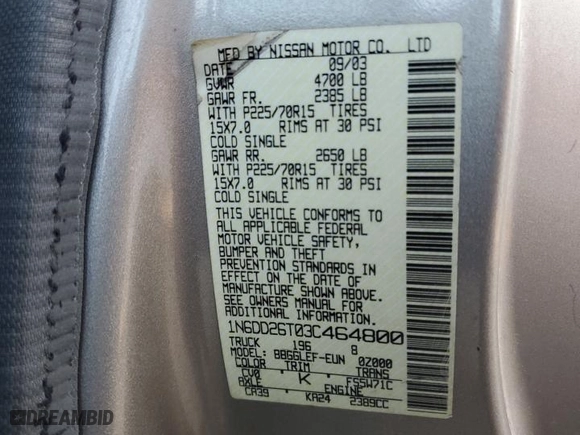 MFD BY NISSAN MOTOR CO. LTD
DATE 09/03
GVWR 4700 LB
GAWR FR. 2385 LB
WITH P225/70R15 TIRES
15X7.0 RIMS AT 30 PSI
COLD SINGLE
GAWR RR. 2650 LB
WITH P225/70R15 TIRES
15X7.0 RIMS AT 30 PSI
COLD SINGLE
THIS VEHICLE CONFORMS TO
ALL APPLICABLE FEDERAL
MOTOR VEHICLE SAFETY,
BUMPER AND THEFT
PREVENTION STANDARDS IN
EFFECT ON THE DATE OF
MANUFACTURE SHOWN ABOVE.
SEE OWNERS MANUAL FOR
ADDITIONAL INFORMATION
1N6DD26T03C464800
TRUCK 196 8
MODEL: BBGGLEF-EUN 0Z000
COLOR TRIM TRANS
CV0 K FS5W71C
AXLE ENGINE
CA39 KA24 2389CC
© DREAMBID